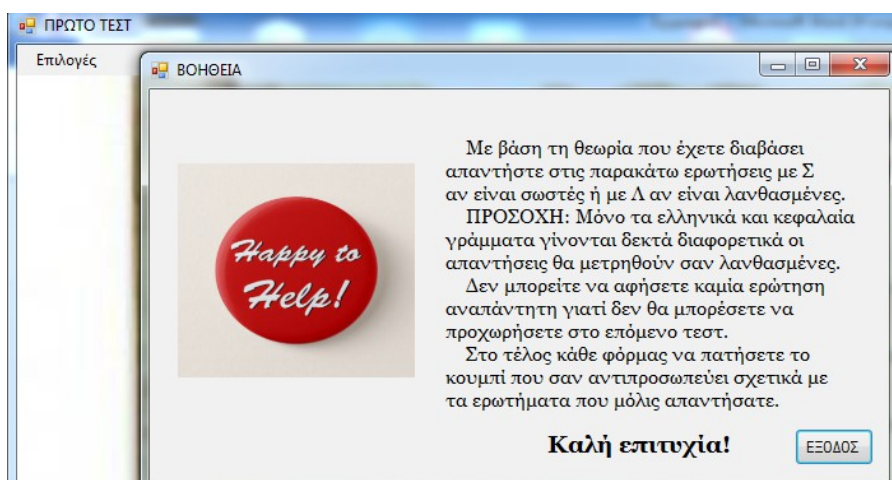 ΠΡΩΤΟ ΤΕΣΤ
Επιλογές
ΒΟΗΘΕΙΑ
Happy to
Help!
Με βάση τη θεωρία που έχετε διαβάσει
απαντήστε στις παρακάτω ερωτήσεις με Σ
αν είναι σωστές ή με Λ αν είναι λανθασμένες.
ΠΡΟΣΟΧΗ: Μόνο τα ελληνικά και κεφαλαία
γράμματα γίνονται δεκτά διαφορετικά οι
απαντήσεις θα μετρηθούν σαν λανθασμένες.
Δεν μπορείτε να αφήσετε καμία ερώτηση
αναπάντητη γιατί δεν θα μπορέσετε να
προχωρήσετε στο επόμενο τεστ.
Στο τέλος κάθε φόρμας να πατήσετε το
κουμπί που σαν αντιπροσωπεύει σχετικά με
τα ερωτήματα που μόλις απαντήσατε.
Καλή επιτυχία!
ΕΞΟΔΟΣ